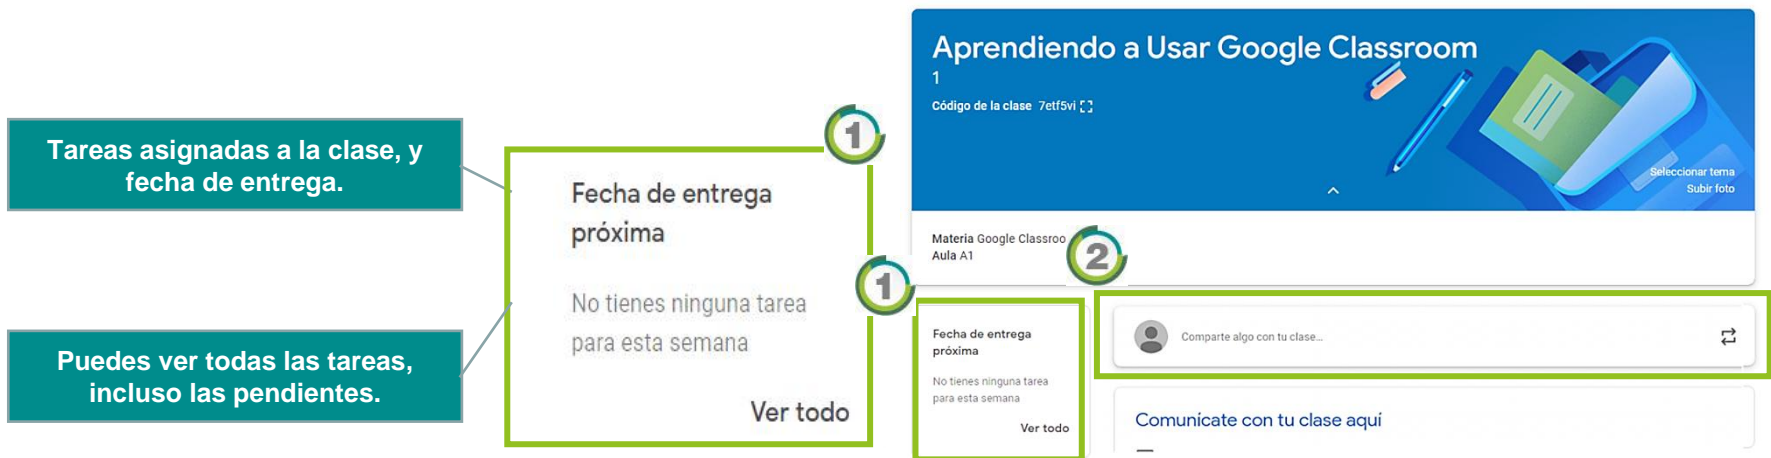 Tareas asignadas a la clase, y
fecha de entrega.
Puedes ver todas las tareas,
incluso las pendientes.
1
Fecha de entrega
próxima
No tienes ninguna tarea
para esta semana
Ver todo
Aprendiendo a Usar Google Classroom
1
Código de la clase 7etf5vi
Seleccionar tema
Subir foto
Materia Google Classroo
Aula A1
2
1
Fecha de entrega
próxima
No tienes ninguna tarea
para esta semana
Ver todo
Comparte algo con tu clase...
Comunícate con tu clase aquí